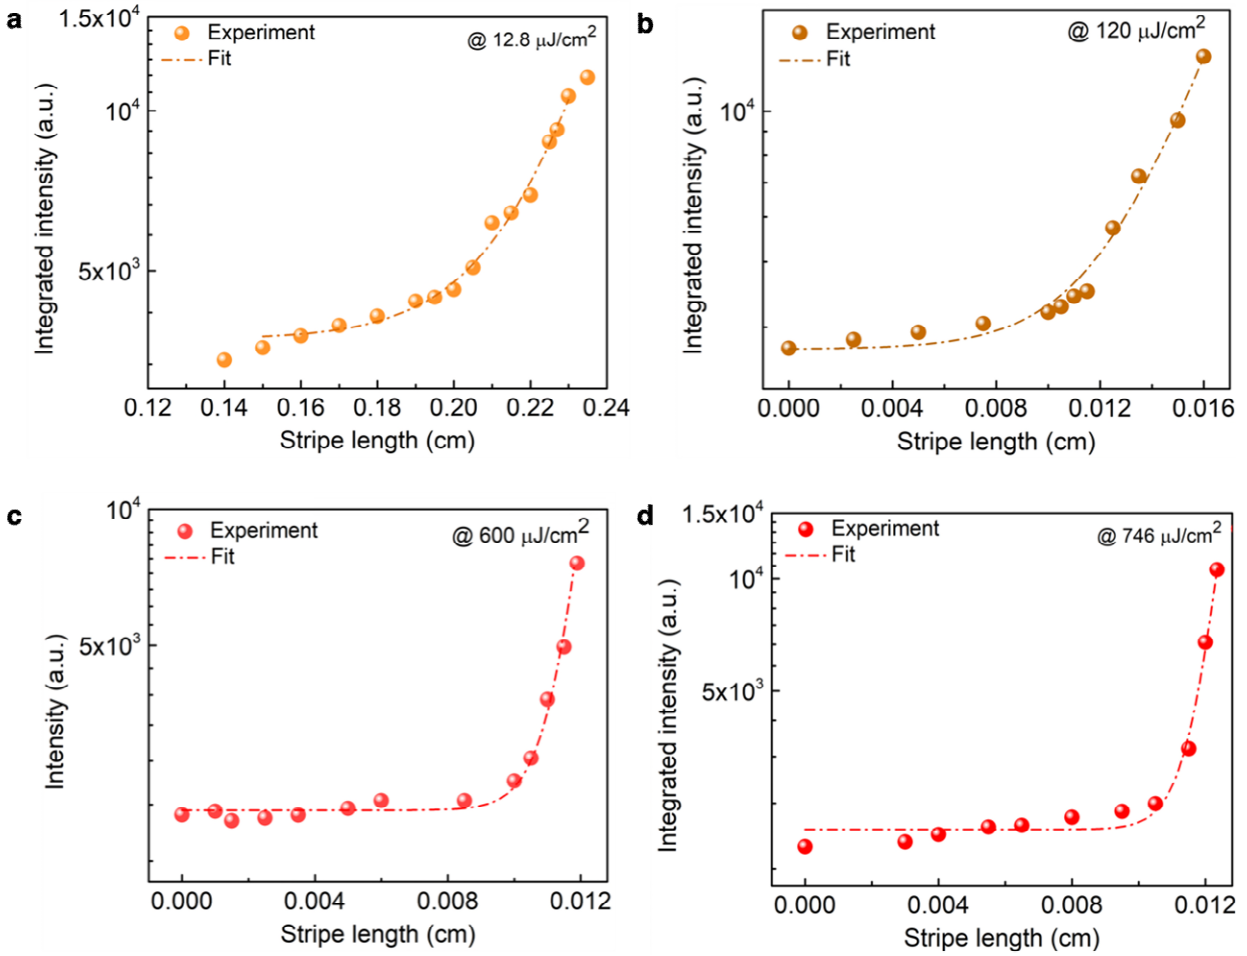 a
1.5x10⁴
10⁴
5x10³
Integrated intensity (a.u.)
Experiment
Fit
@ 12.8 μJ/cm²
0.12 0.14 0.16 0.18 0.20 0.22 0.24
Stripe length (cm)
b
10⁴
Integrated intensity (a.u.)
Experiment
Fit
@ 120 μJ/cm²
0.000 0.004 0.008 0.012 0.016
Stripe length (cm)
c
10⁴
5x10³
Intensity (a.u.)
Experiment
Fit
@ 600 μJ/cm²
0.000 0.004 0.008 0.012
Stripe length (cm)
d
1.5x10⁴
10⁴
5x10³
Integrated intensity (a.u.)
Experiment
Fit
@ 746 μJ/cm²
0.000 0.004 0.008 0.012
Stripe length (cm)